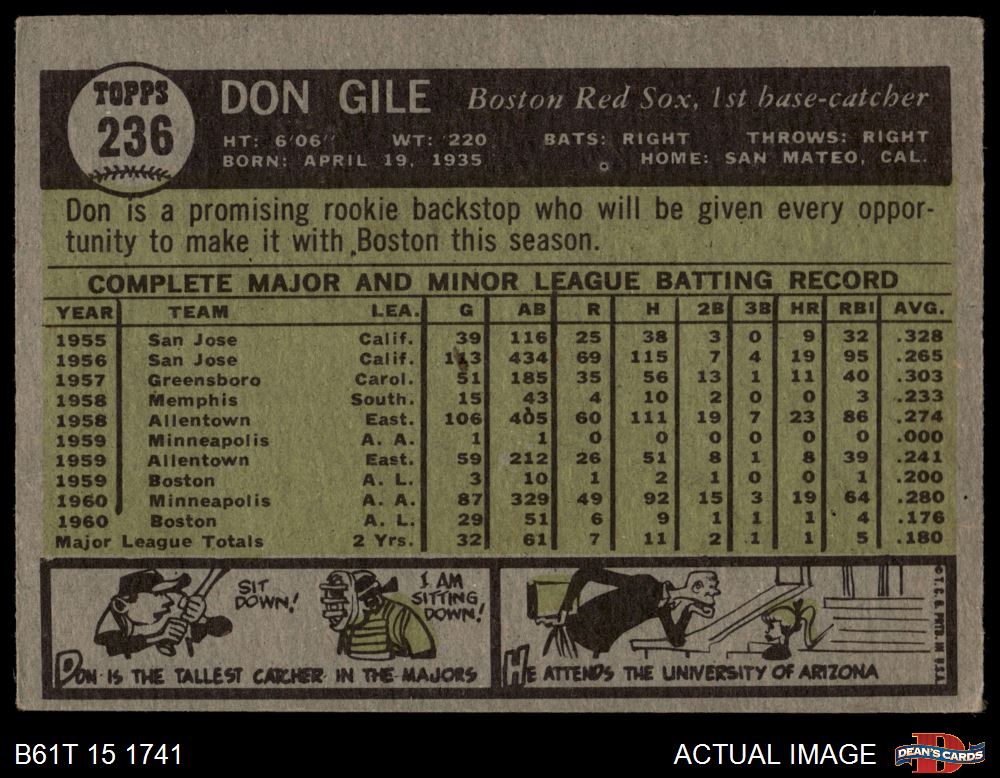 TOPPS
236
DON GILE Boston Red Sox, 1st base-catcher
HT: 6'06" WT: 220 BATS: RIGHT THROWS: RIGHT
BORN: APRIL 19, 1935 HOME: SAN MATEO, CAL.
Don is a promising rookie backstop who will be given every oppor-
tunity to make it with Boston this season.
COMPLETE MAJOR AND MINOR LEAGUE BATTING RECORD
YEAR TEAM LEA. G AB R H 2B 3B HR RBI AVG.
1955 San Jose Calif. 39 116 25 38 3 0 9 32 .328
1956 San Jose Calif. 113 434 69 115 7 4 19 95 .265
1957 Greensboro Carol. 51 185 35 56 13 1 11 40 .303
1958 Memphis South. 15 43 4 10 2 0 0 3 .233
1958 Allentown East. 106 405 60 111 19 7 23 86 .274
1959 Minneapolis A. A. 1 1 0 0 0 0 0 0 .000
1959 Allentown East. 59 212 26 51 8 1 8 39 .241
1959 Boston A. L. 3 10 1 2 1 0 0 1 .200
1960 Minneapolis A. A. 87 329 49 92 15 3 19 64 .280
1960 Boston A. L. 29 51 6 9 1 1 1 4 .176
Major League Totals 2 Yrs. 32 61 7 11 2 1 1 5 .180
SIT
DOWN!
I AM
SITTING
DOWN!
DON IS THE TALLEST CATCHER IN THE MAJORS
HE ATTENDS THE UNIVERSITY OF ARIZONA
© T. C. G. PRTD. IN U.S.A.
B61T 15 1741
ACTUAL IMAGE
DEAN'S CARDS